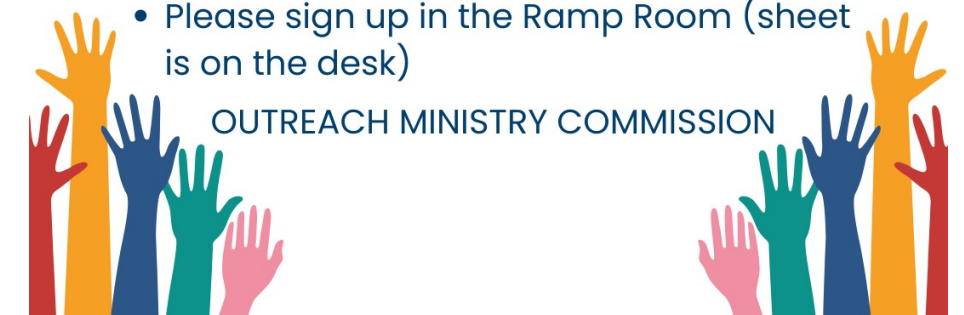 • Please sign up in the Ramp Room (sheet
is on the desk)
OUTREACH MINISTRY COMMISSION